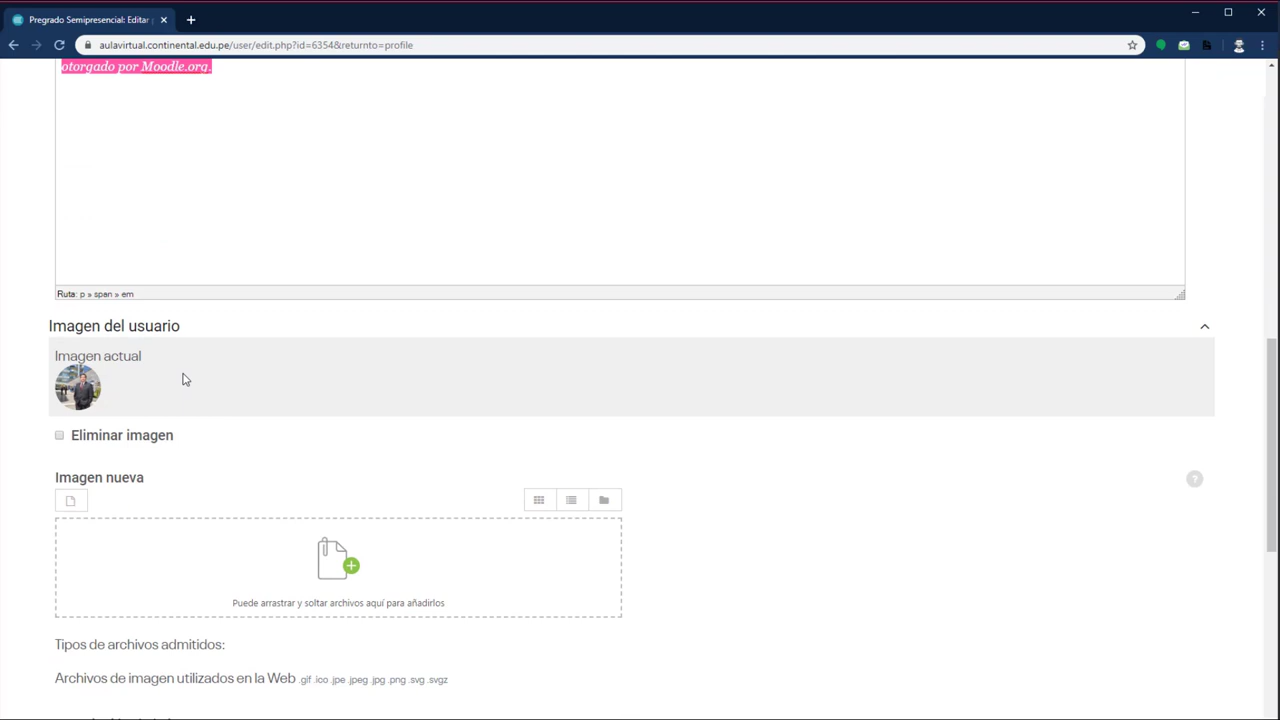 Pregrado Semipresencial: Editar
aulavirtual.continental.edu.pe/user/edit.php?id=6354&returnto=profile
otorgado por Moodle.org.
Ruta: p » span » em
Imagen del usuario
Imagen actual
Eliminar imagen
Imagen nueva
?
Puede arrastrar y soltar archivos aquí para añadirlos
Tipos de archivos admitidos:
Archivos de imagen utilizados en la Web .gif .ico .jpe .jpeg .jpg .png .svg .svgz